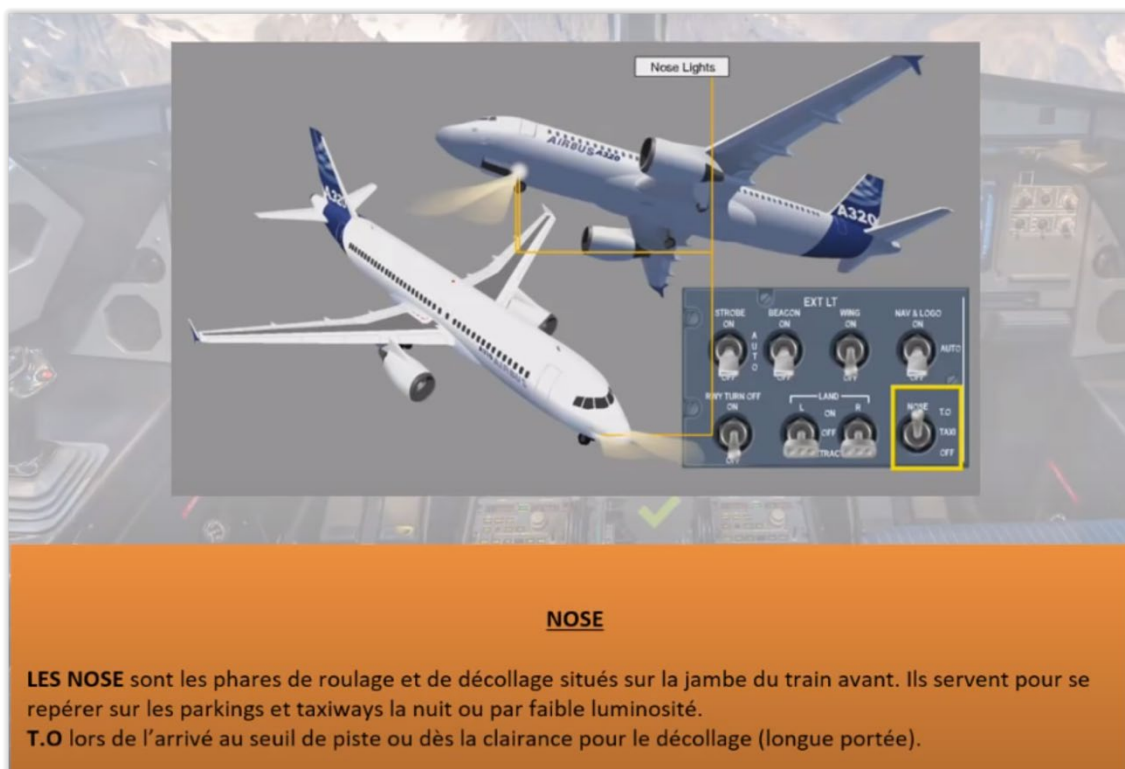 Nose Lights
AIRBUS A320
A320
A320
EXT LT
STROBE BEACON WING NAV & LOGO
ON ON ON ON
AUTO AUTO
OFF OFF OFF OFF
RWY TURN OFF LAND NOSE
ON L R T.O
ON TAXI
OFF OFF OFF
TRAC
NOSE
LES NOSE sont les phares de roulage et de décollage situés sur la jambe du train avant. Ils servent pour se
repérer sur les parkings et taxiways la nuit ou par faible luminosité.
T.O lors de l’arrivé au seuil de piste ou dès la clairance pour le décollage (longue portée).